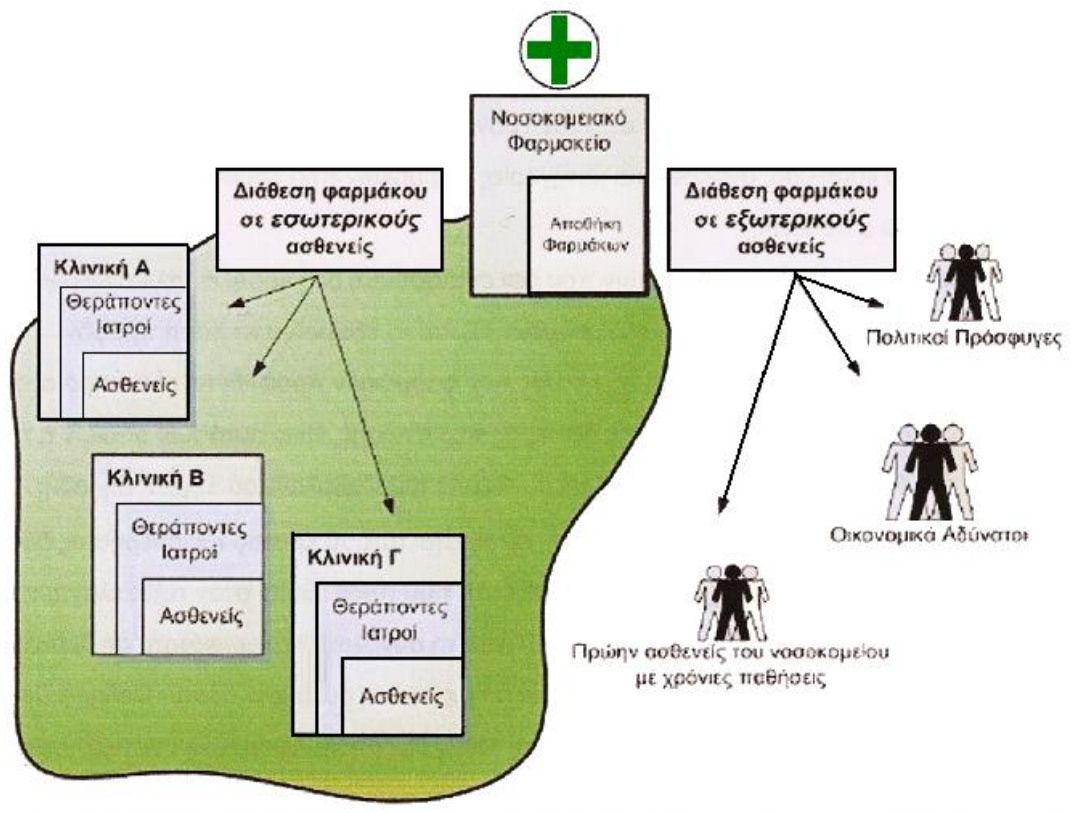 Νοσοκομειακό
Φαρμακείο
Αποθήκη
Φαρμάκων
Διάθεση φαρμάκου
σε εσωτερικούς
ασθενείς
Διάθεση φαρμάκου
σε εξωτερικούς
ασθενείς
Κλινική Α
Θεράποντες
Ιατροί
Ασθενείς
Κλινική Β
Θεράποντες
Ιατροί
Ασθενείς
Κλινική Γ
Θεράποντες
Ιατροί
Ασθενείς
Πολιτικοί Πρόσφυγες
Οικονομικά Αδύνατοι
Πρώην ασθενείς του νοσοκομείου
με χρόνιες παθήσεις